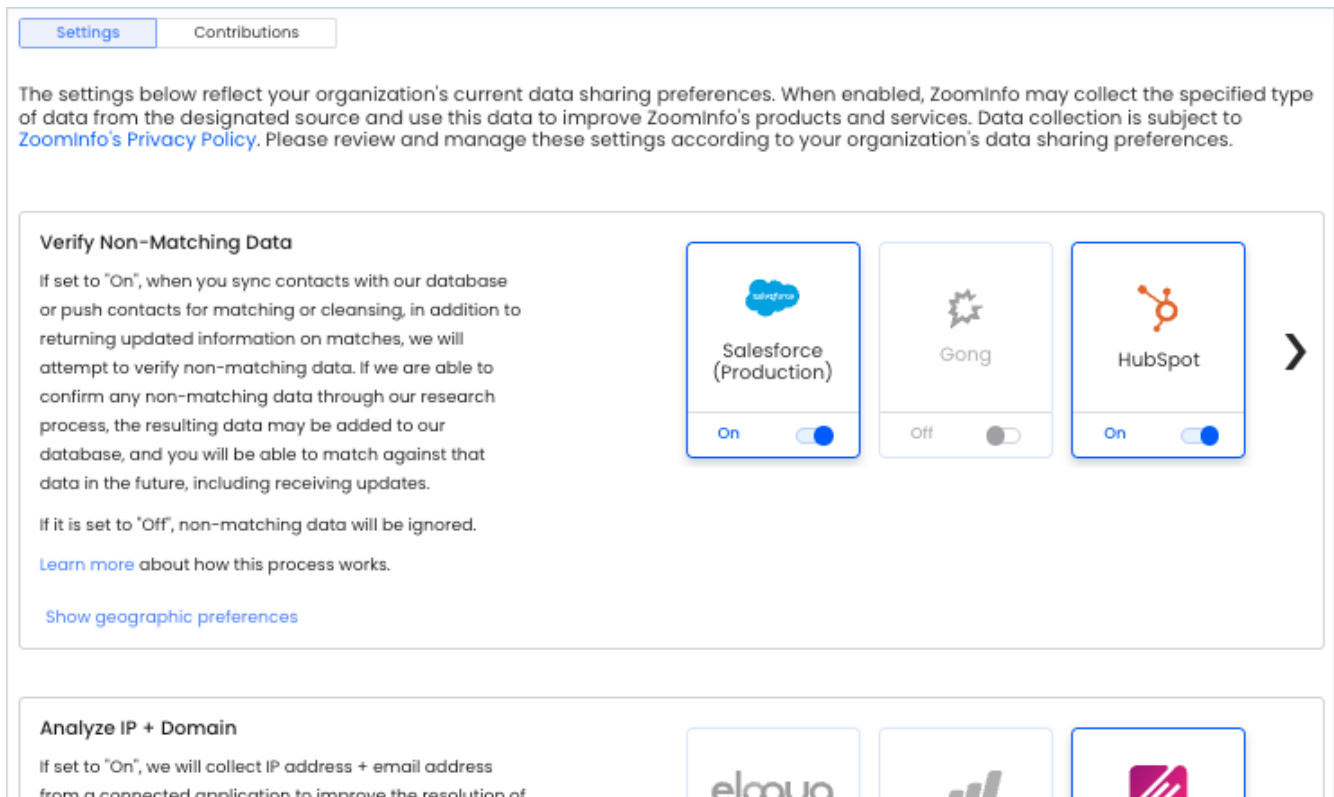 Settings
Contributions
The settings below reflect your organization's current data sharing preferences. When enabled, ZoomInfo may collect the specified type
of data from the designated source and use this data to improve ZoomInfo's products and services. Data collection is subject to
ZoomInfo's Privacy Policy. Please review and manage these settings according to your organization's data sharing preferences.
Verify Non-Matching Data
If set to "On", when you sync contacts with our database
or push contacts for matching or cleansing, in addition to
returning updated information on matches, we will
attempt to verify non-matching data. If we are able to
confirm any non-matching data through our research
process, the resulting data may be added to our
database, and you will be able to match against that
data in the future, including receiving updates.
If it is set to "Off", non-matching data will be ignored.
Learn more about how this process works.
Show geographic preferences
salesforce
Salesforce
(Production)
On
Gong
Off
HubSpot
On
Analyze IP + Domain
If set to "On", we will collect IP address + email address
from a connected application to improve the resolution of
eloqua